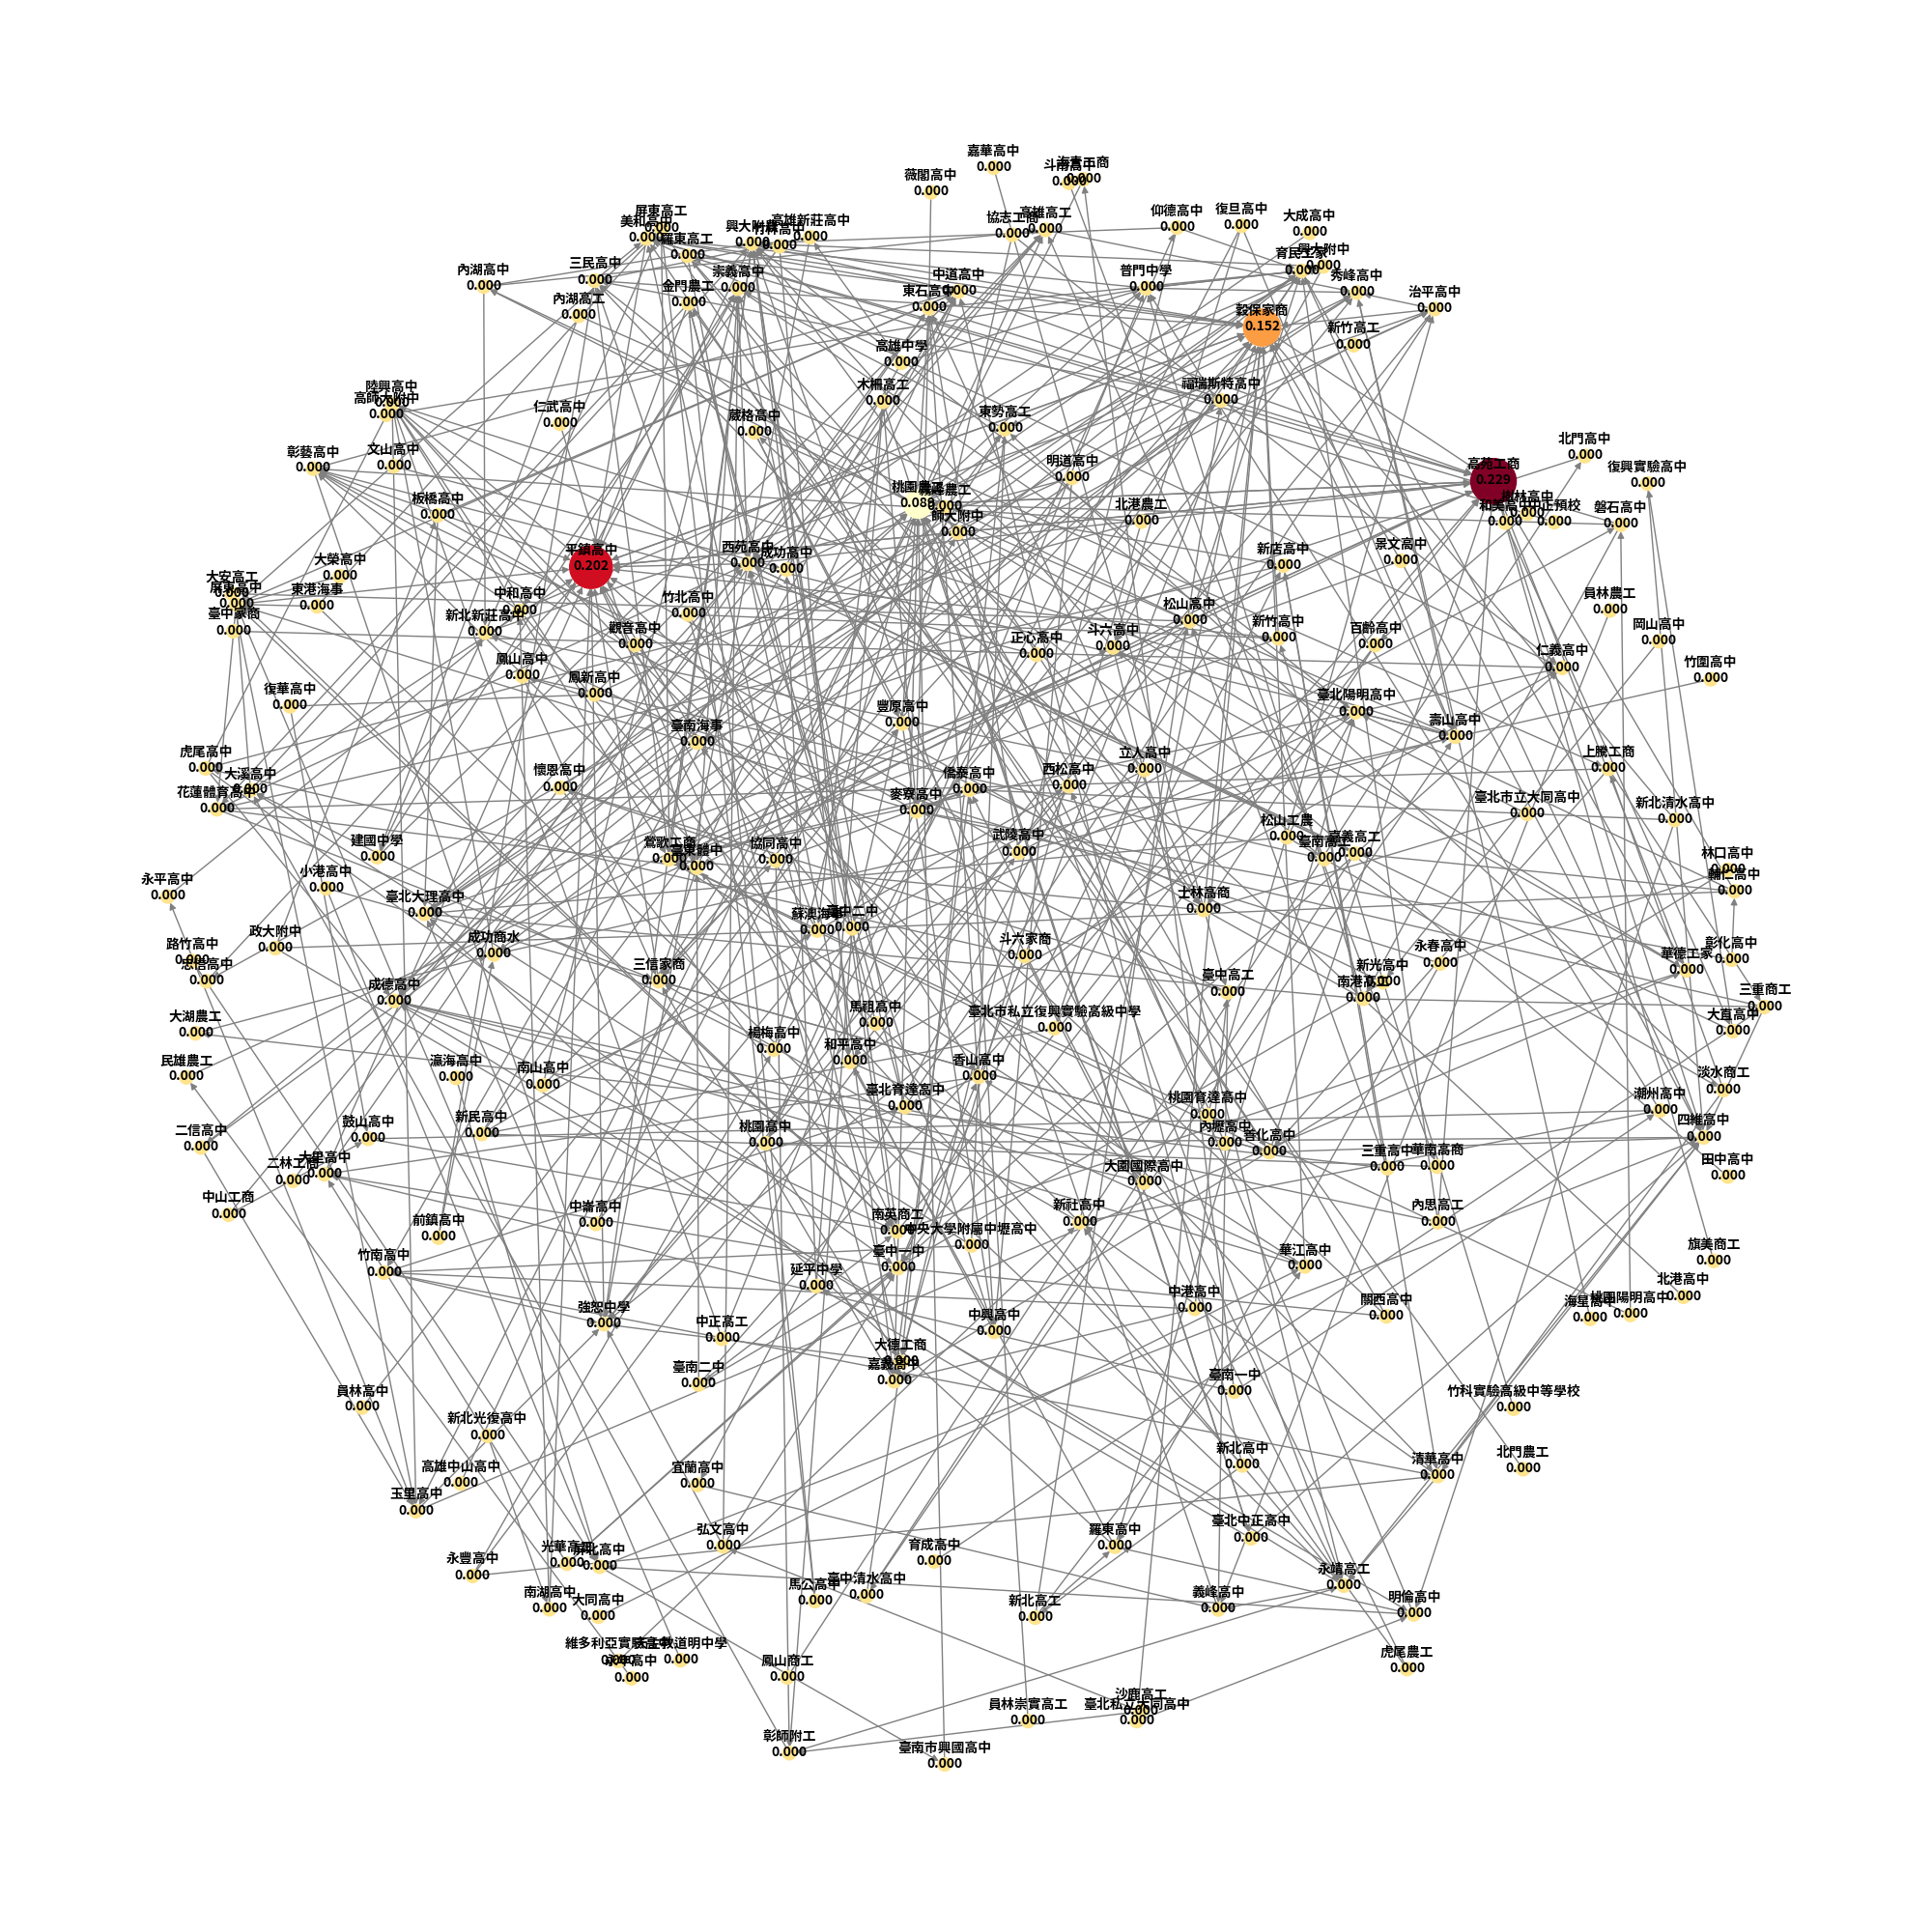 嘉華高中
0.000
斗南高中
0.000
海青工商
0.000
薇閣高中
0.000
仰德高中
0.000
復旦高中
0.000
大成高中
0.000
協志工商
0.000
高雄高工
0.000
屏東高工
0.000
美和高中
0.000
羅東高工
0.000
興大附農
0.000
竹林高中
0.000
高雄新莊高中
0.000
興大附中
0.000
育民工家
0.000
內湖高中
0.000
三民高中
0.000
崇義高中
0.000
中道高中
0.000
普門中學
0.000
秀峰高中
0.000
治平高中
0.000
內湖高工
0.000
金門農工
0.000
東石高中
0.000
穀保家商
0.152
新竹高工
0.000
高雄中學
0.000
陸興高中
0.000
高師大附中
0.000
仁武高中
0.000
葳格高中
0.000
木柵高工
0.000
東勢高工
0.000
福瑞斯特高中
0.000
彰藝高中
0.000
文山高中
0.000
明道高中
0.000
高苑工商
0.229
北門高中
0.000
復興實驗高中
0.000
板橋高中
0.000
桃園農工
師大附中
0.000
北港農工
0.000
樹林高中
0.000
和美高中
0.000
中正預校
0.000
磐石高中
0.000
大榮高中
0.000
平鎮高中
0.202
西苑高中
0.000
成功高中
0.000
新店高中
0.000
景文高中
0.000
大安高工
0.000
屏東高中
0.000
東港海事
0.000
臺中家商
0.000
中和高中
0.000
新北新莊高中
0.000
竹北高中
0.000
觀音高中
0.000
松山高中
0.000
員林農工
0.000
正心高中
0.000
斗六高中
0.000
新竹高中
0.000
百齡高中
0.000
仁義高中
0.000
岡山高中
0.000
竹圍高中
0.000
鳳山高中
0.000
鳳新高中
0.000
復華高中
0.000
臺南海事
0.000
豐原高中
0.000
臺北陽明高中
0.000
壽山高中
0.000
虎尾高中
0.000
大溪高中
0.000
花蓮體育高中
0.000
懷恩高中
0.000
僑泰高中
0.000
麥寮高中
0.000
西松高中
0.000
立人高中
0.000
上騰工商
0.000
臺北市立大同高中
0.000
新北清水高中
0.000
建國中學
0.000
鶯歌工商
0.000
臺東體中
0.000
協同高中
0.000
武陵高中
0.000
松山工農
0.000
臺南高工
0.000
嘉義高工
0.000
林口高中
0.000
輔仁高中
0.000
永平高中
0.000
小港高中
0.000
臺北大理高中
0.000
蘇澳海事
0.000
臺中二中
0.000
士林高商
0.000
政大附中
0.000
成功商水
0.000
斗六家商
0.000
永春高中
0.000
彰化高中
0.000
路竹高中
0.000
忠信高中
0.000
成德高中
0.000
三信家商
0.000
臺中高工
0.000
新光高中
0.000
南港高工
0.000
華德工家
0.000
三重商工
0.000
大湖農工
0.000
馬祖高中
0.000
臺北市私立復興實驗高級中學
0.000
大直高中
0.000
楊梅高中
0.000
和平高中
0.000
民雄農工
0.000
瀛海高中
0.000
南山高中
0.000
香山高中
0.000
淡水商工
0.000
臺北育達高中
0.000
桃園育達高中
0.000
潮州高中
0.000
二信高中
0.000
鼓山高中
0.000
新民高中
0.000
桃園高中
0.000
內壢高中
0.000
善化高中
0.000
四維高中
0.000
二林工商
0.000
大里高中
0.000
大園國際高中
0.000
三重高中
0.000
華南高商
0.000
田中高中
0.000
中山工商
0.000
前鎮高中
0.000
中崙高中
0.000
南英商工
0.000
中央大學附屬中壢高中
0.000
新社高中
0.000
內思高工
0.000
竹南高中
0.000
臺中一中
0.000
延平中學
0.000
華江高中
0.000
旗美商工
0.000
強恕中學
0.000
中正高工
0.000
中興高中
0.000
中港高中
0.000
關西高中
0.000
海星高中
0.000
桃園陽明高中
0.000
北港高中
0.000
臺南二中
0.000
大德工商
0.000
嘉義高中
0.000
臺南一中
0.000
竹科實驗高級中等學校
0.000
員林高中
0.000
新北光復高中
0.000
高雄中山高中
0.000
玉里高中
0.000
宜蘭高中
0.000
新北高中
0.000
清華高中
0.000
北門農工
0.000
永豐高中
0.000
光華高工
0.000
屏北高中
0.000
弘文高中
0.000
育成高中
0.000
羅東高中
0.000
臺北中正高中
0.000
南湖高中
0.000
大同高中
0.000
馬公高中
0.000
臺中清水高中
0.000
新北高工
0.000
義峰高中
0.000
永靖高工
0.000
明倫高中
0.000
永年高中
0.000
鳳山商工
0.000
虎尾農工
0.000
員林崇實高工
0.000
沙鹿高工
0.000
臺北私立大同高中
0.000
彰師附工
0.000
臺南市興國高中
0.000